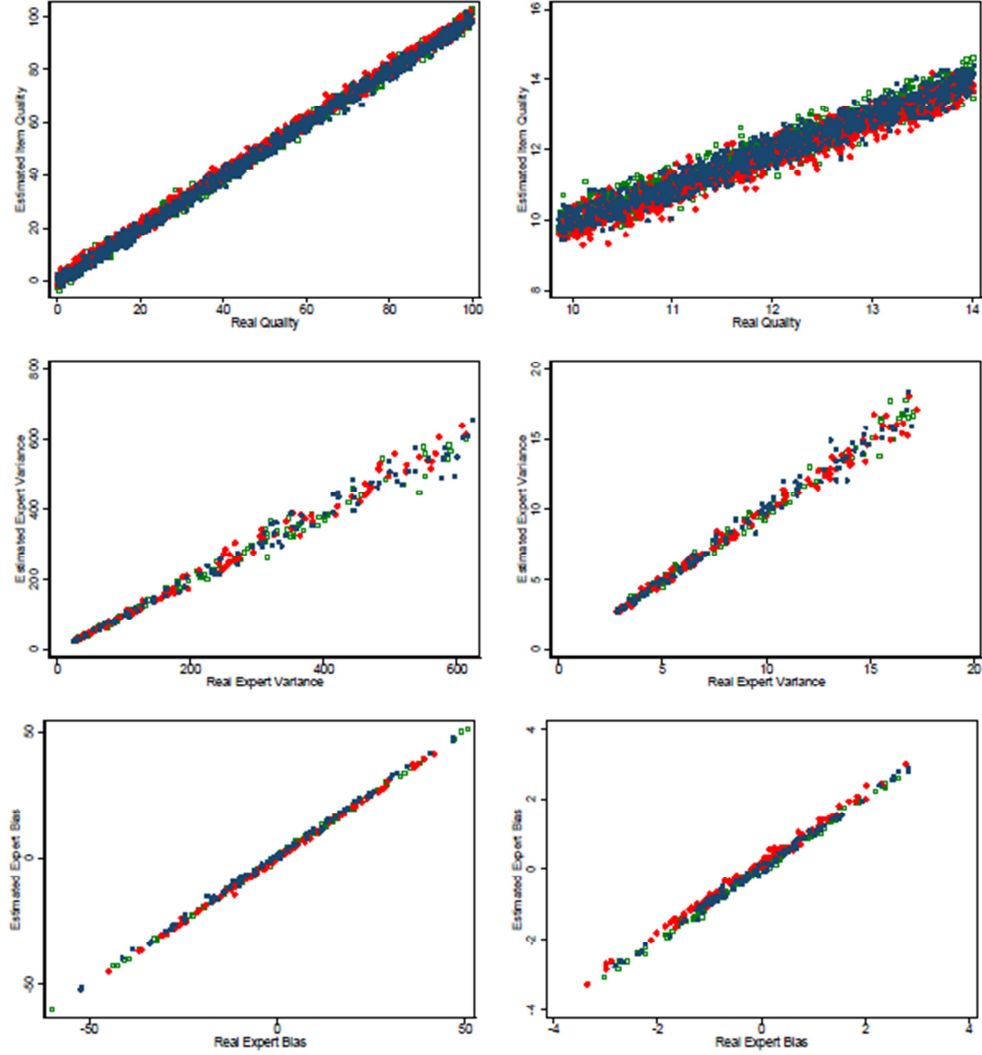 100
80
60
40
20
0
Estimated Item Quality
0 20 40 60 80 100
Real Quality
16
14
12
10
8
Estimated Item Quality
10 11 12 13 14
Real Quality
800
600
400
200
0
Estimated Expert Variance
0 200 400 600
Real Expert Variance
20
15
10
5
0
Estimated Expert Variance
0 5 10 15 20
Real Expert Variance
50
0
-50
Estimated Expert Bias
-50 0 50
Real Expert Bias
4
2
0
-2
-4
Estimated Expert Bias
-4 -2 0 2 4
Real Expert Bias